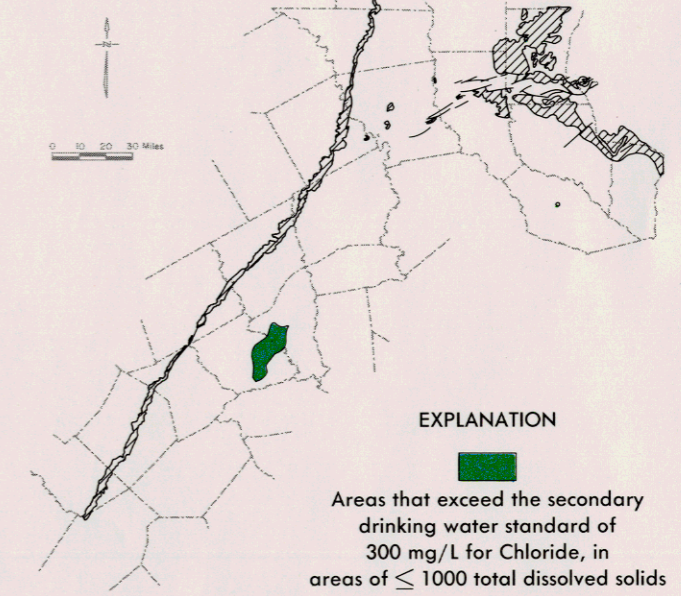 N
0 10 20 30 Miles
EXPLANATION
Areas that exceed the secondary
drinking water standard of
300 mg/L for Chloride, in
areas of ≤ 1000 total dissolved solids